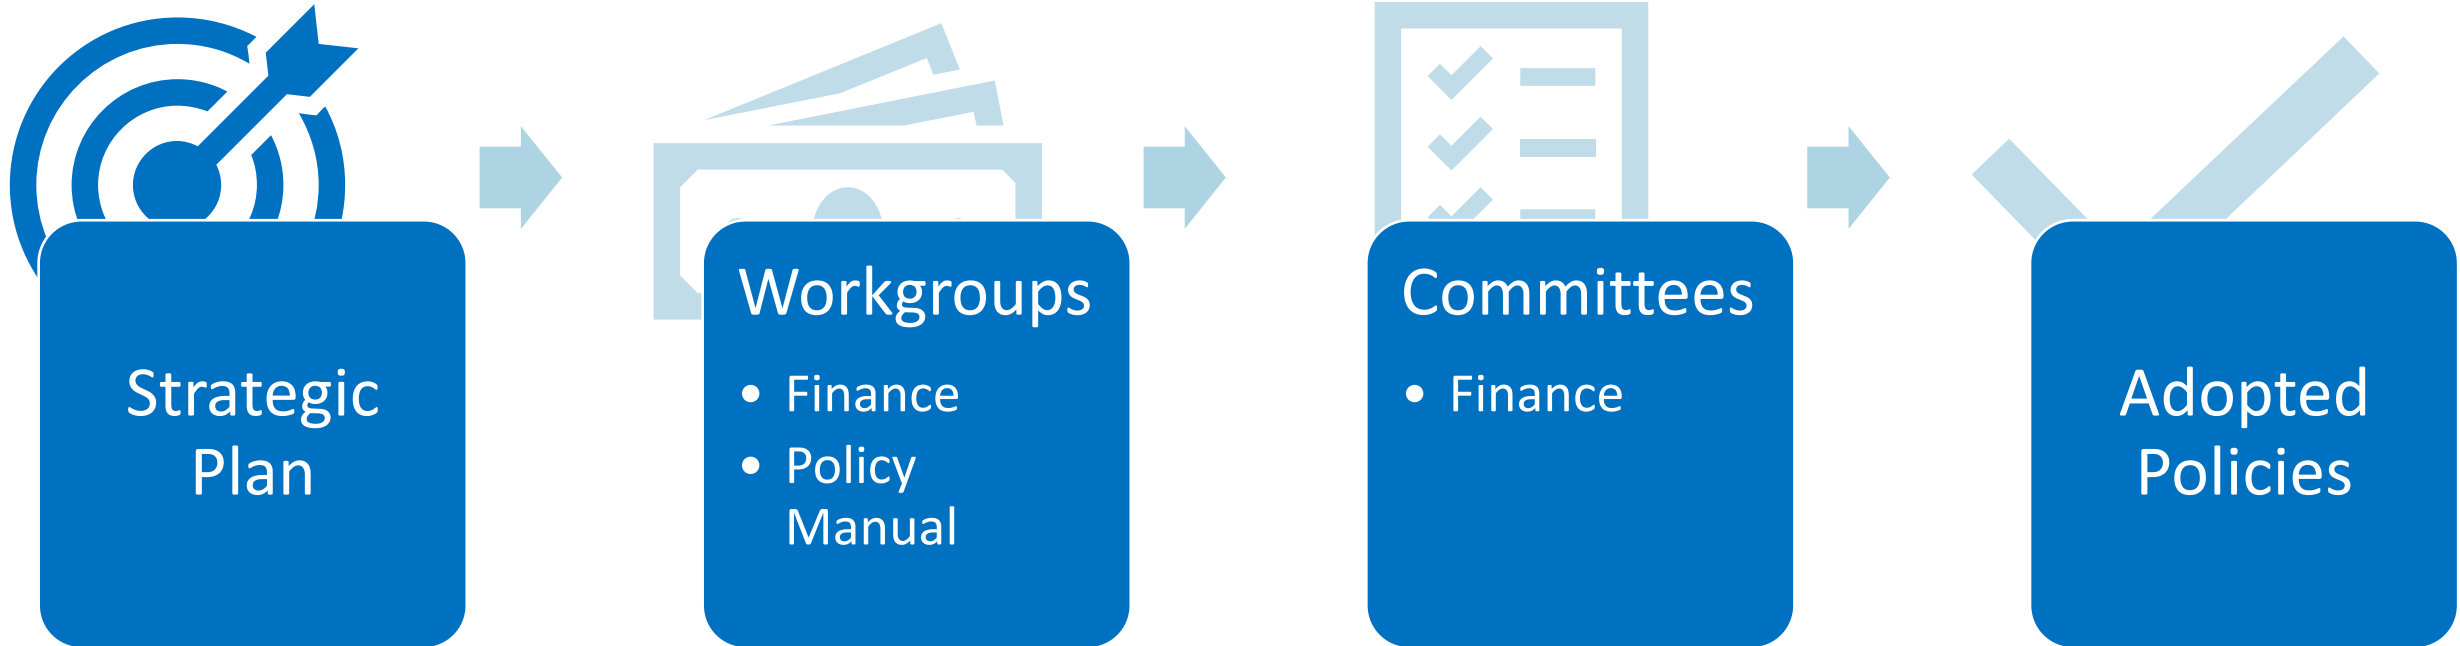 Strategic
Plan
Workgroups
• Finance
• Policy
Manual
Committees
• Finance
Adopted
Policies